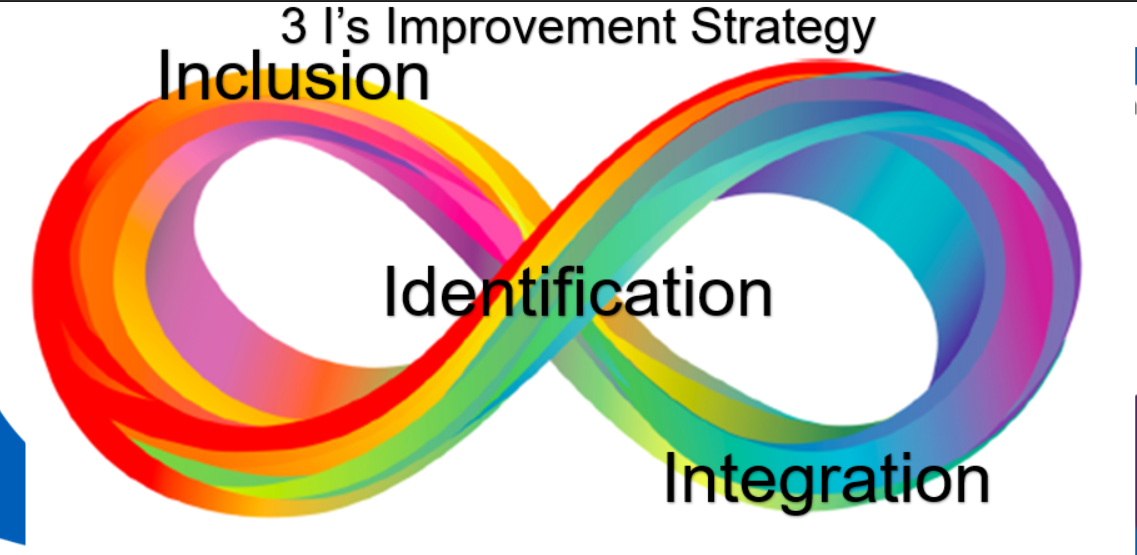 3 I's Improvement Strategy
Inclusion
Identification
Integration